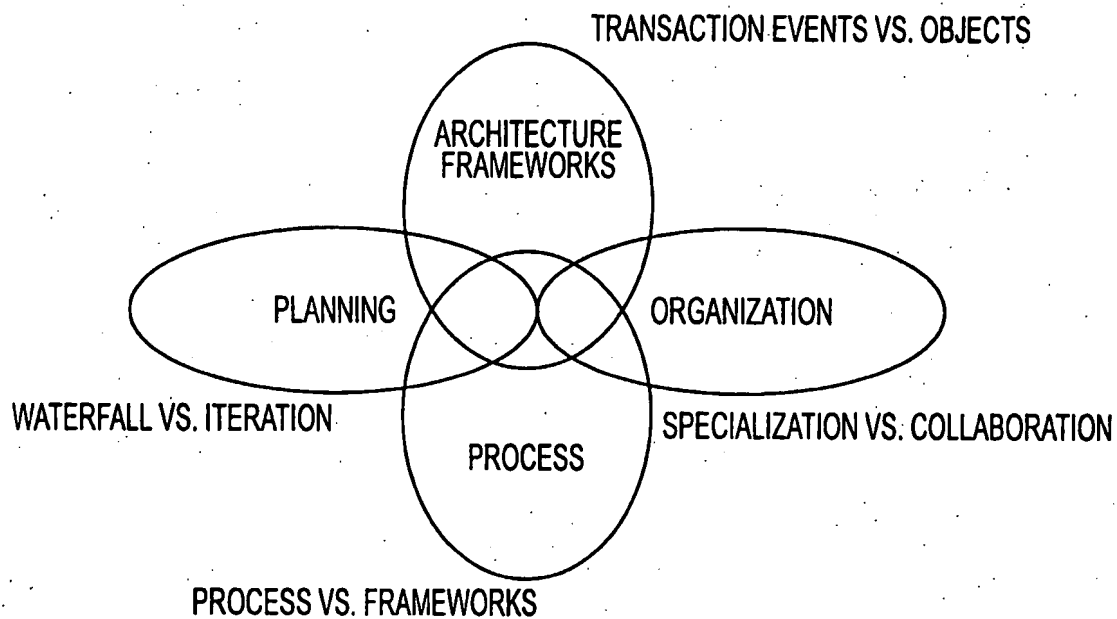 TRANSACTION EVENTS VS. OBJECTS
ARCHITECTURE
FRAMEWORKS
PLANNING
ORGANIZATION
WATERFALL VS. ITERATION
SPECIALIZATION VS. COLLABORATION
PROCESS
PROCESS VS. FRAMEWORKS